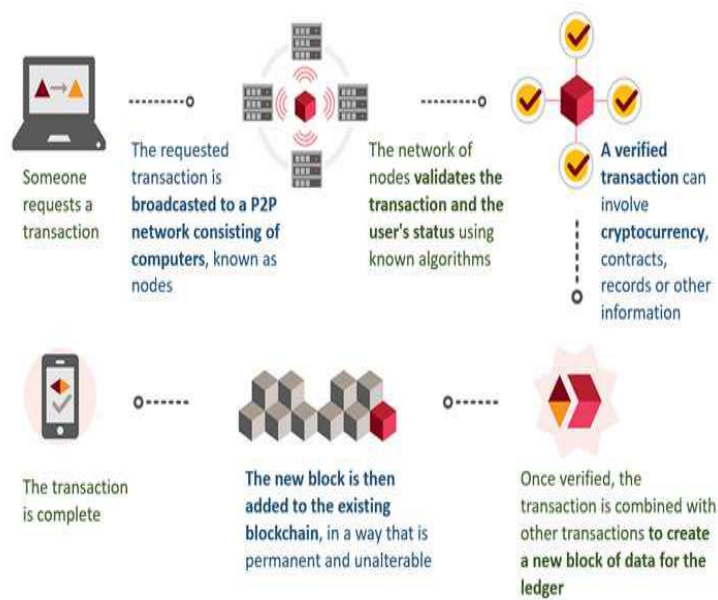 Someone
requests a
transaction
The requested
transaction is
broadcasted to a P2P
network consisting of
computers, known as
nodes
The network of
nodes validates the
transaction and the
user's status using
known algorithms
A verified
transaction can
involve
cryptocurrency,
contracts,
records or other
information
The transaction
is complete
The new block is then
added to the existing
blockchain, in a way that is
permanent and unalterable
Once verified, the
transaction is combined with
other transactions to create
a new block of data for the
ledger